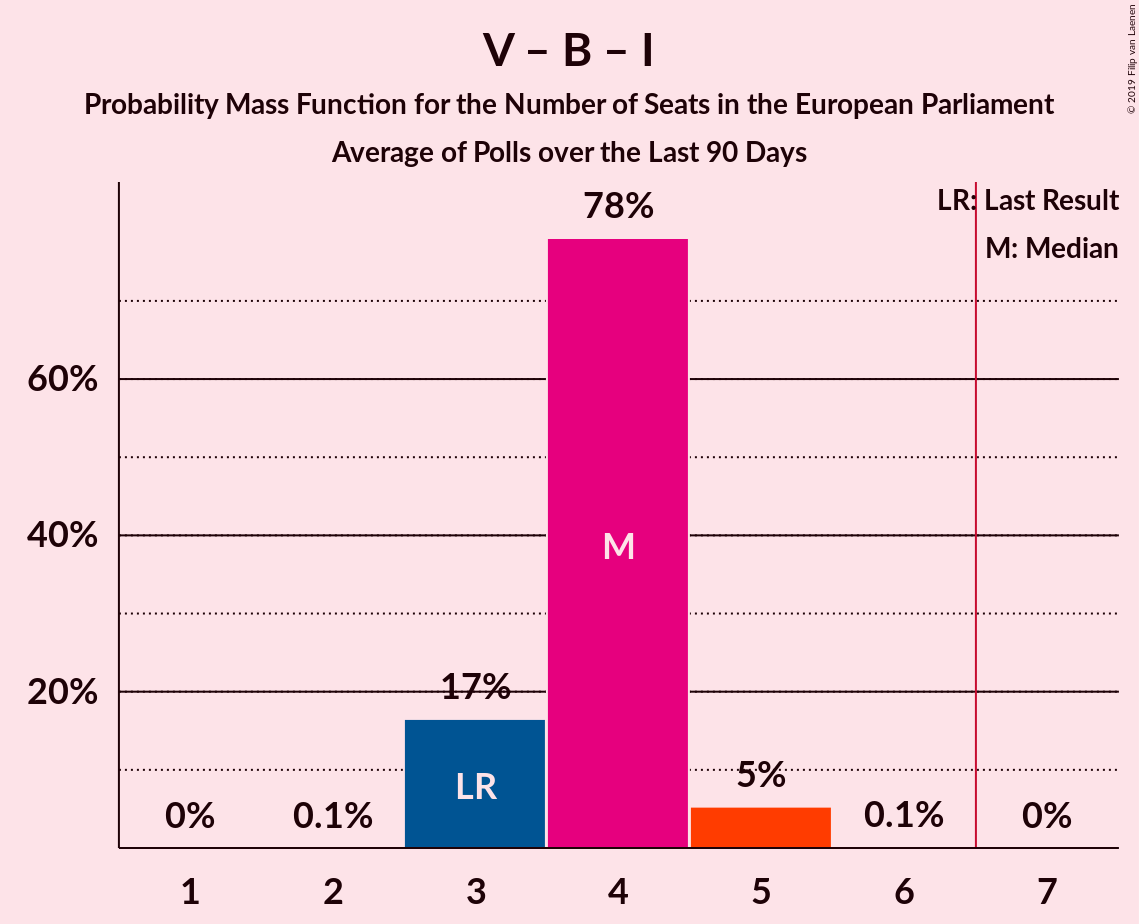 V – B – I
Probability Mass Function for the Number of Seats in the European Parliament
Average of Polls over the Last 90 Days
© 2019 Filip van Laenen
LR: Last Result
M: Median
78%
60%
40%
20%
M
17%
LR
5%
0%
0.1%
0.1%
0%
1
2
3
4
5
6
7